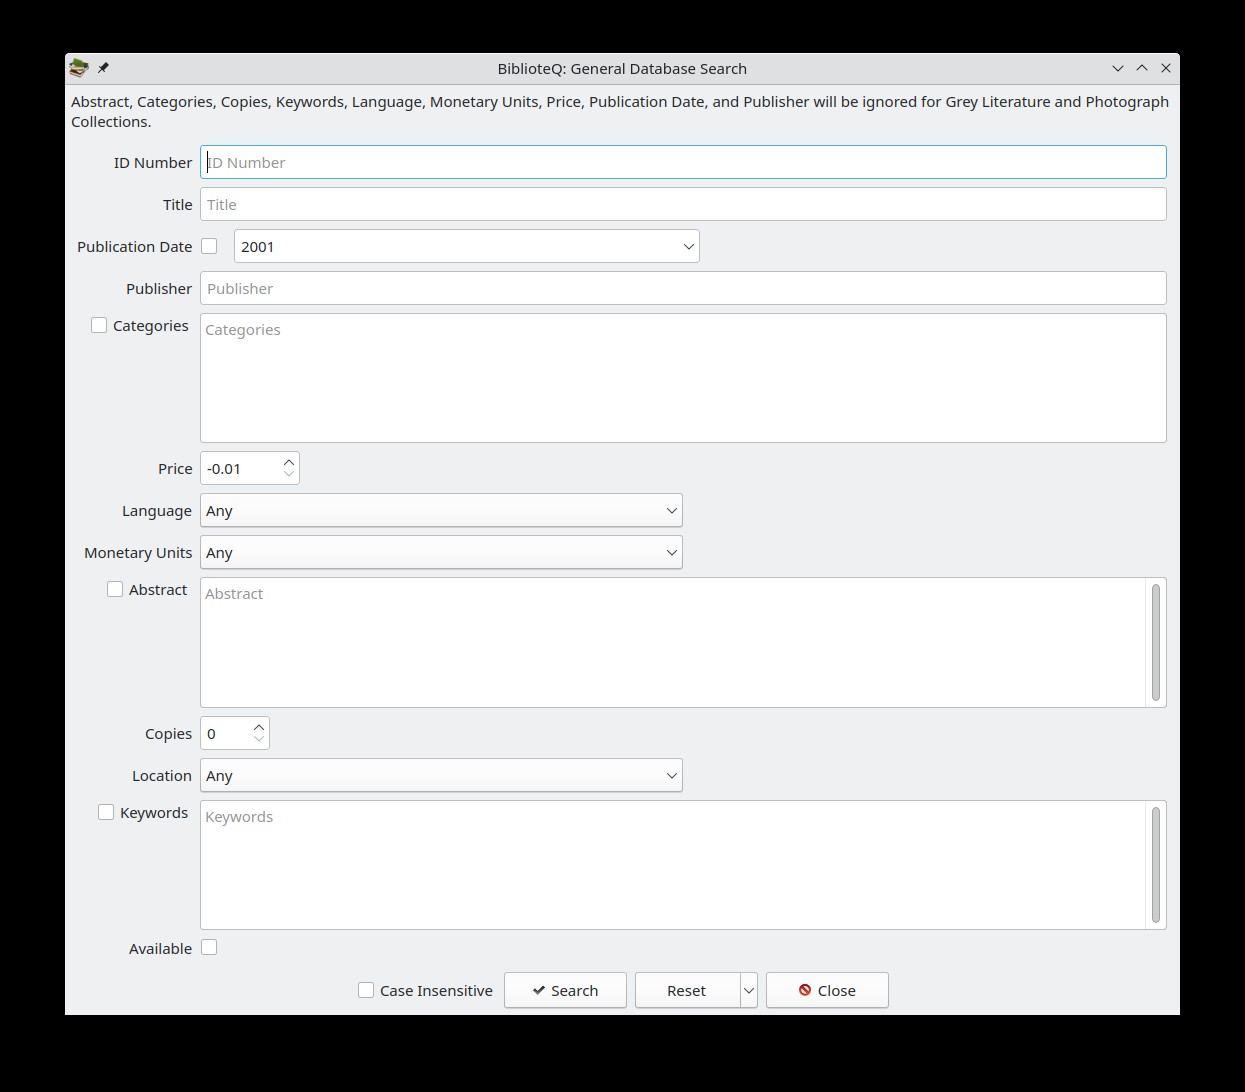 BiblioteQ: General Database Search
Abstract, Categories, Copies, Keywords, Language, Monetary Units, Price, Publication Date, and Publisher will be ignored for Grey Literature and Photograph
Collections.
ID Number ID Number
Title Title
Publication Date 2001
Publisher Publisher
Categories Categories
Price -0.01
Language Any
Monetary Units Any
Abstract Abstract
Copies 0
Location Any
Keywords Keywords
Available
Case Insensitive Search Reset Close